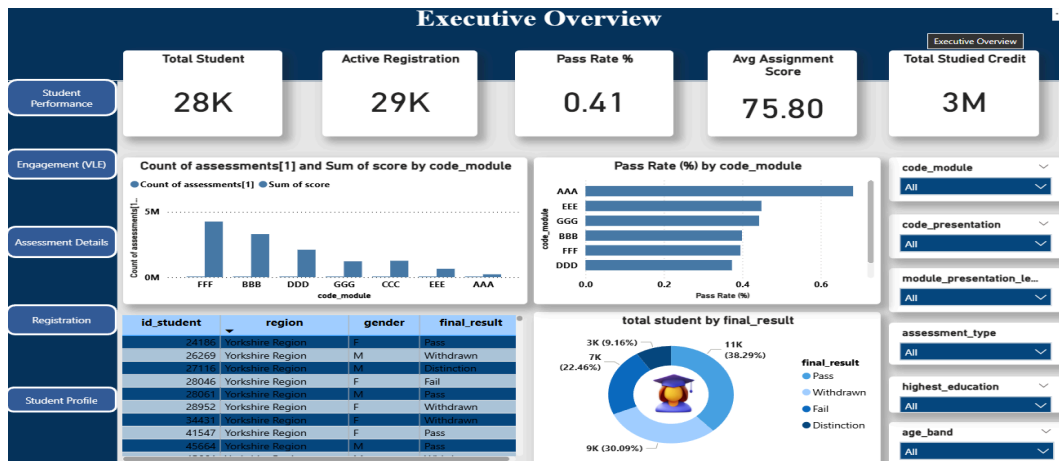 Executive Overview
Executive Overview
Total Student
28K
Active Registration
29K
Pass Rate %
0.41
Avg Assignment
Score
75.80
Total Studied Credit
3M
Student
Performance
Engagement (VLE)
Assessment Details
Registration
Student Profile
Count of assessments[1] and Sum of score by code_module
Count of assessments[1] Sum of score
Count of assessments[1...
5M
0M
FFF BBB DDD GGG CCC EEE AAA
code_module
Pass Rate (%) by code_module
code_module
AAA
EEE
GGG
BBB
FFF
DDD
0.0 0.2 0.4 0.6
Pass Rate (%)
code_module
All
code_presentation
All
module_presentation_le...
All
assessment_type
All
highest_education
All
age_band
All
id_student region gender final_result
24186 Yorkshire Region F Pass
26269 Yorkshire Region M Withdrawn
27116 Yorkshire Region M Distinction
28046 Yorkshire Region F Fail
28061 Yorkshire Region M Pass
28952 Yorkshire Region F Withdrawn
34431 Yorkshire Region F Withdrawn
41547 Yorkshire Region F Pass
45664 Yorkshire Region M Pass
total student by final_result
3K (9.16%)
11K
(38.29%)
7K
(22.46%)
9K (30.09%)
final_result
Pass
Withdrawn
Fail
Distinction